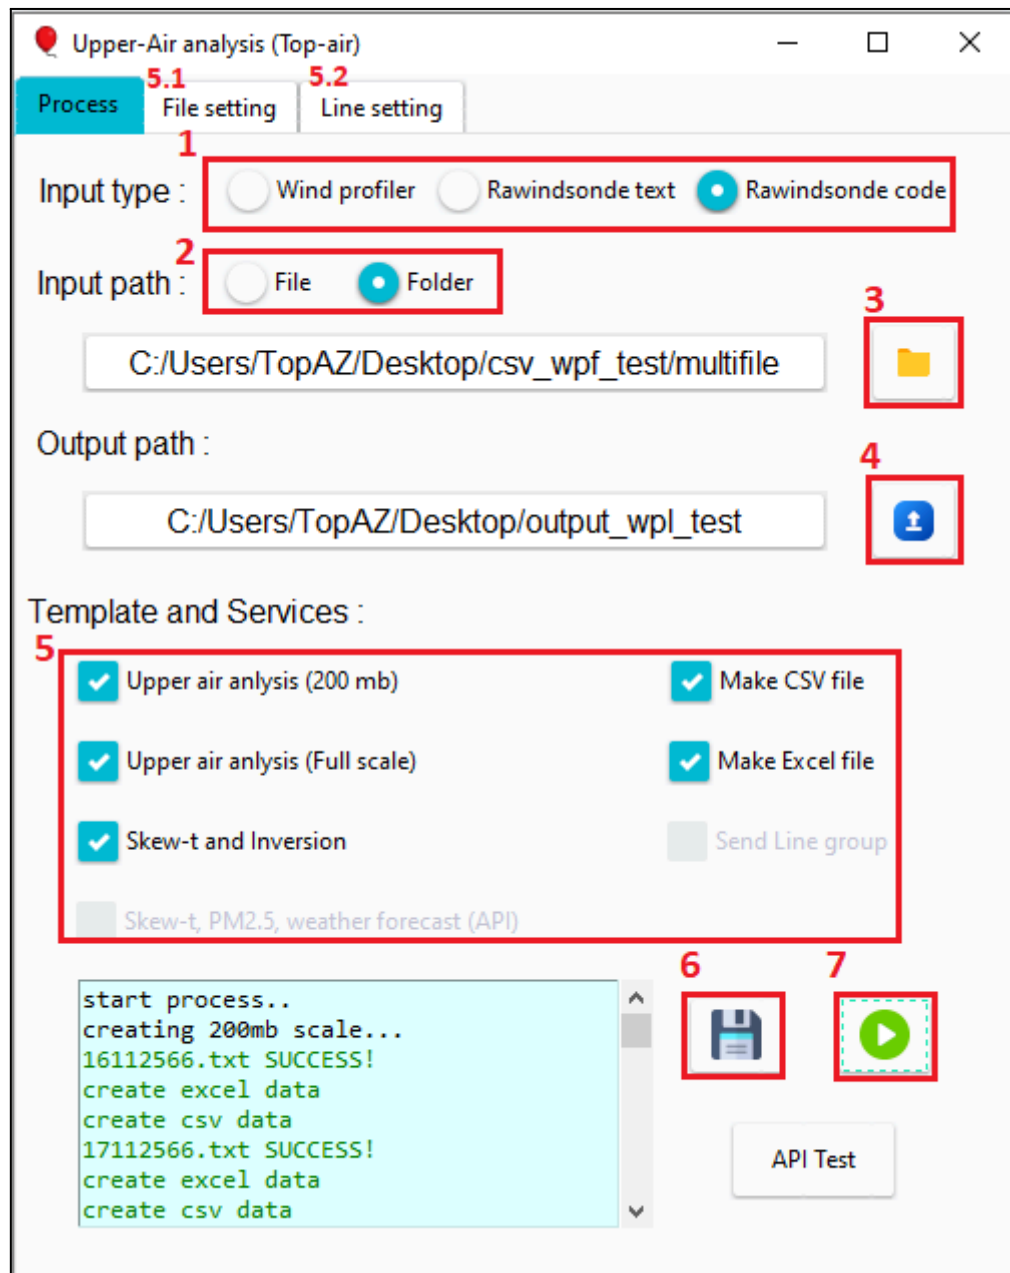 Upper-Air analysis (Top-air)
5.1 5.2
Process File setting Line setting
1
Input type : Wind profiler Rawindsonde text Rawindsonde code
2
Input path : File Folder
3
C:/Users/TopAZ/Desktop/csv_wpf_test/multifile
Output path :
4
C:/Users/TopAZ/Desktop/output_wpl_test
Template and Services :
5
Upper air anlysis (200 mb) Make CSV file
Upper air anlysis (Full scale) Make Excel file
Skew-t and Inversion Send Line group
Skew-t, PM2.5, weather forecast (API)
6 7
start process..
creating 200mb scale...
16112566.txt SUCCESS!
create excel data
create csv data
17112566.txt SUCCESS!
create excel data
create csv data
API Test